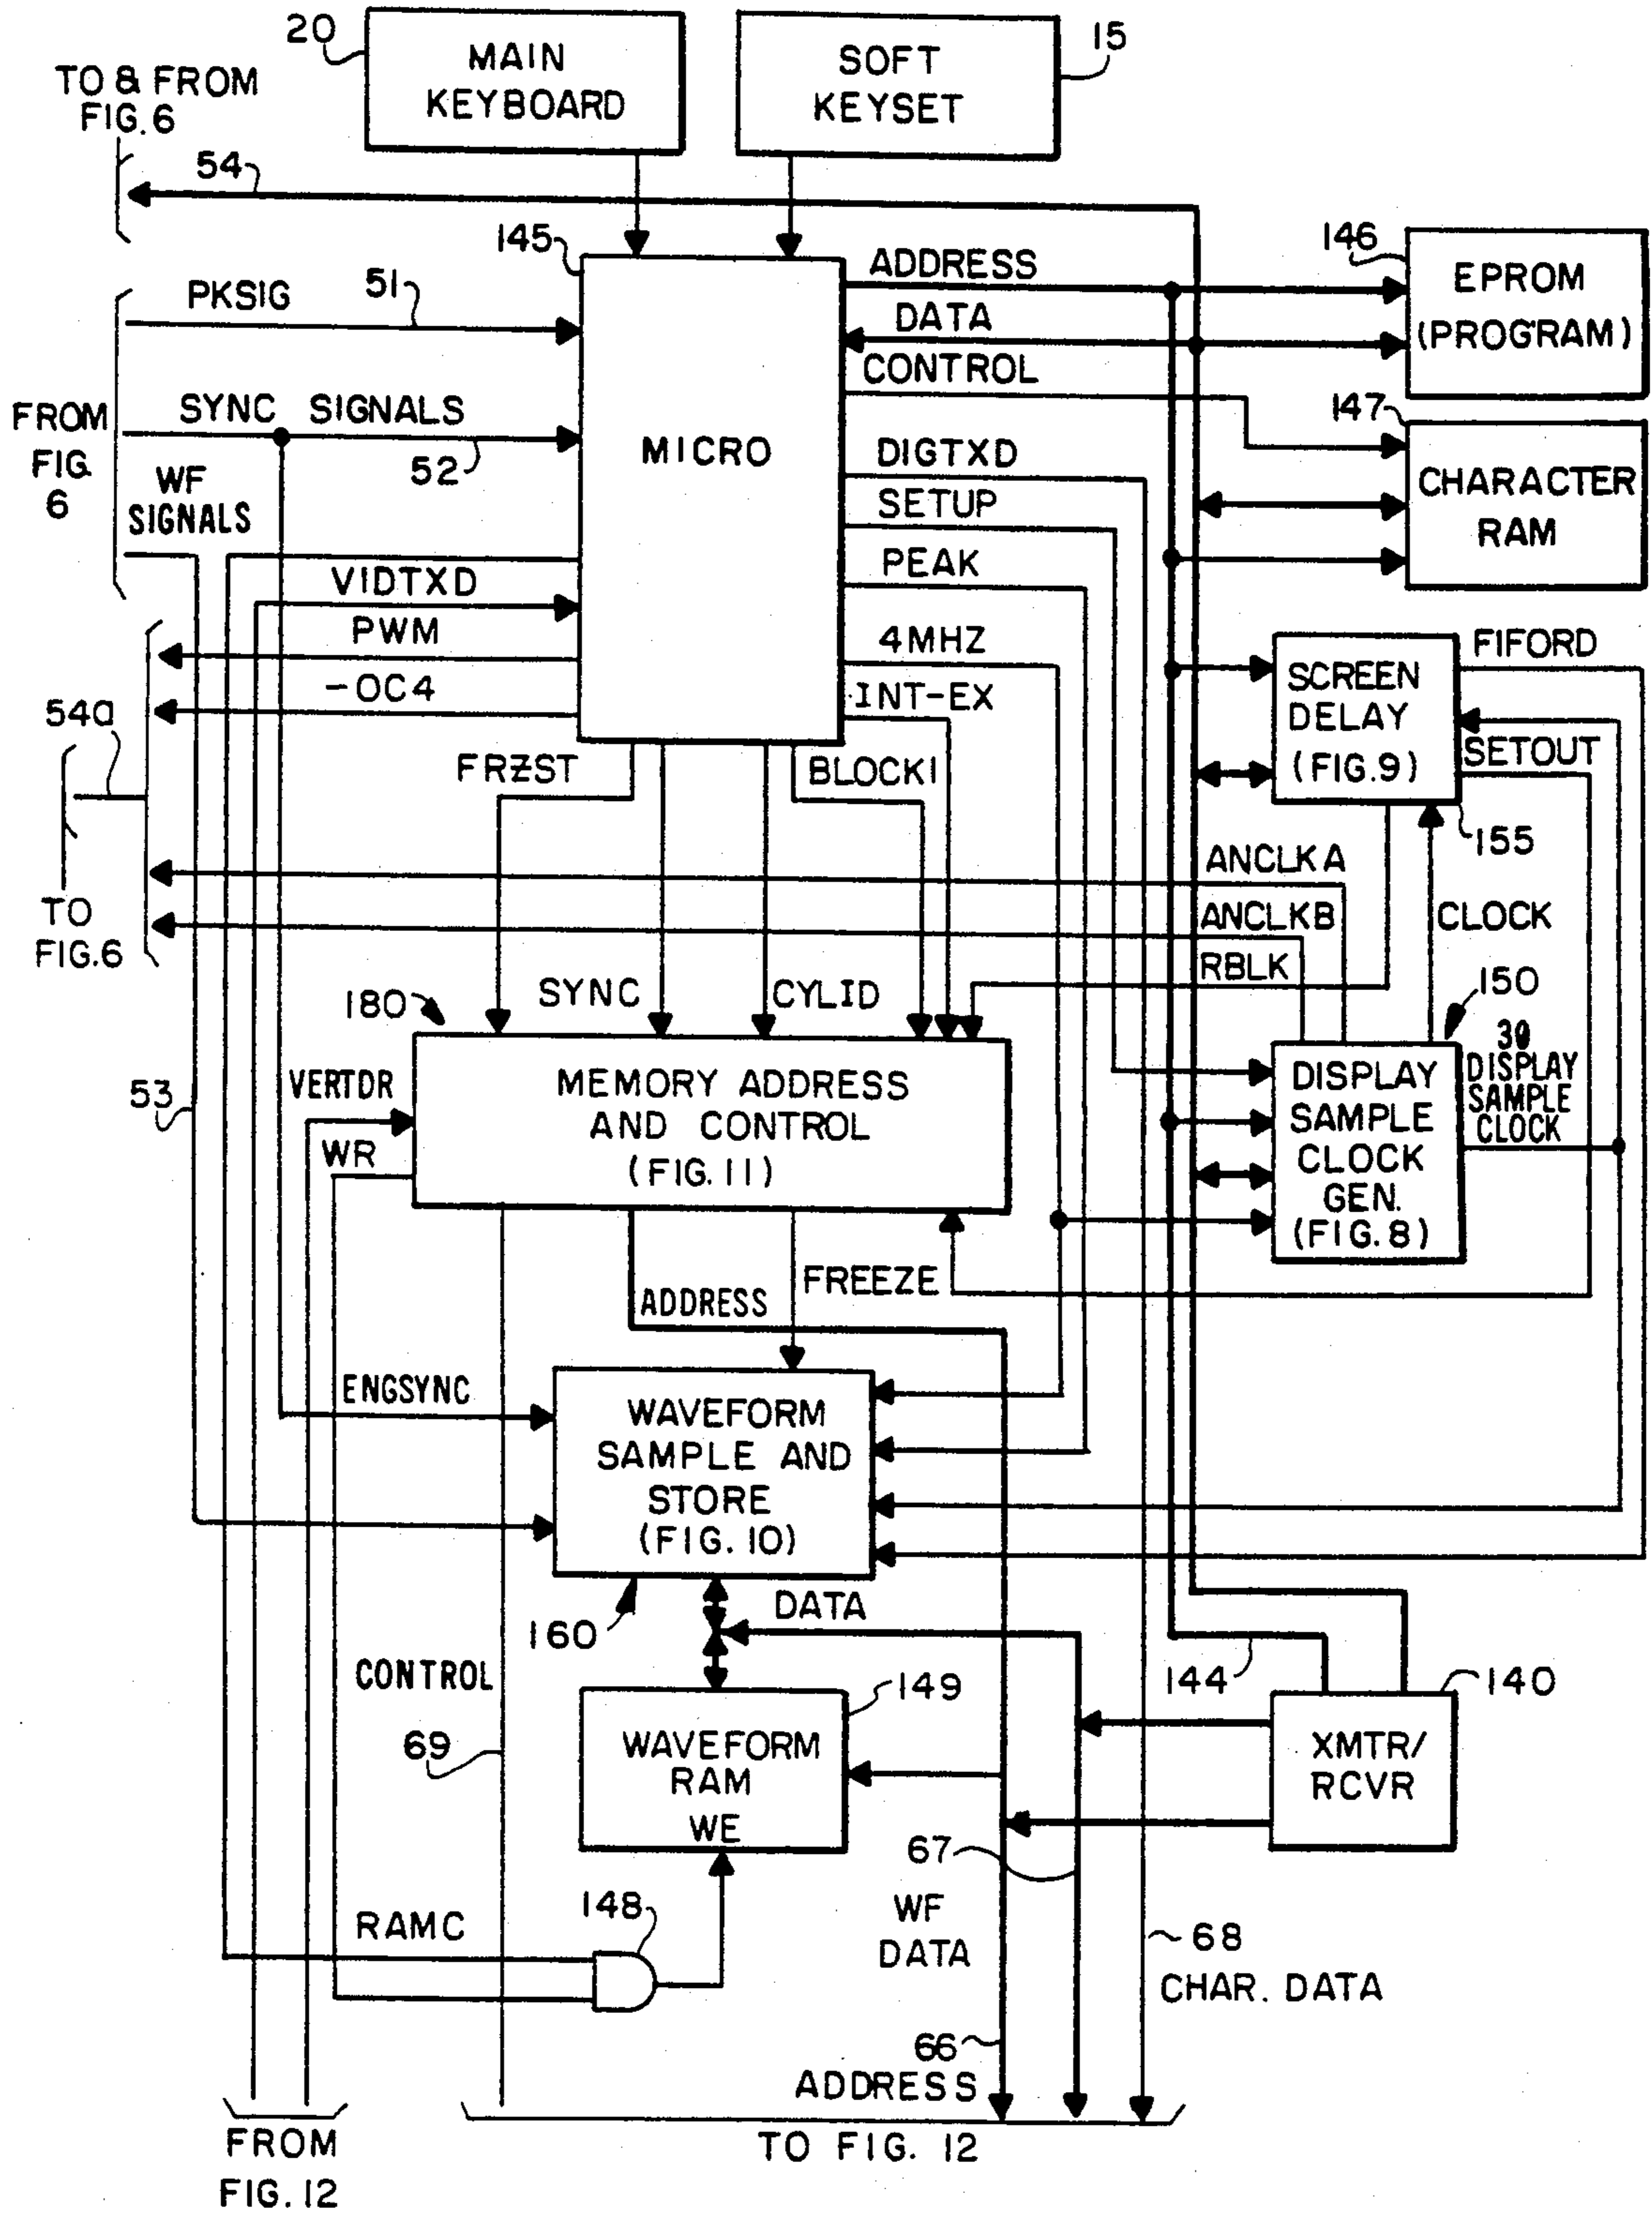 20
MAIN
KEYBOARD
SOFT
KEYSET
15
TO & FROM
FIG. 6
54
145
146
EPROM
(PROGRAM)
ADDRESS
DATA
CONTROL
PKSIG
51
147
CHARACTER
RAM
FROM
FIG.
6
SYNC SIGNALS
52
MICRO
DIGTXD
SETUP
WF
SIGNALS
PEAK
VIDTXD
PWM
4MHZ
-OC4
INT-EX
54a
SCREEN
DELAY
(FIG.9)
FIFORD
SETOUT
155
FRZST
BLOCKI
ANCLKA
ANCLKB
RBLK
CLOCK
TO
FIG.6
180
SYNC
CYLID
150
30
DISPLAY
SAMPLE
CLOCK
53
VERTDR
WR
MEMORY ADDRESS
AND CONTROL
(FIG. 11)
DISPLAY
SAMPLE
CLOCK
GEN.
(FIG. 8)
ADDRESS
FREEZE
ENGSYNC
WAVEFORM
SAMPLE AND
STORE
(FIG. 10)
160
DATA
CONTROL
69
149
WAVEFORM
RAM
WE
144
140
XMTR/
RCVR
RAMC
148
67
WF
DATA
68
CHAR. DATA
66
ADDRESS
FROM
FIG. 12
TO FIG. 12